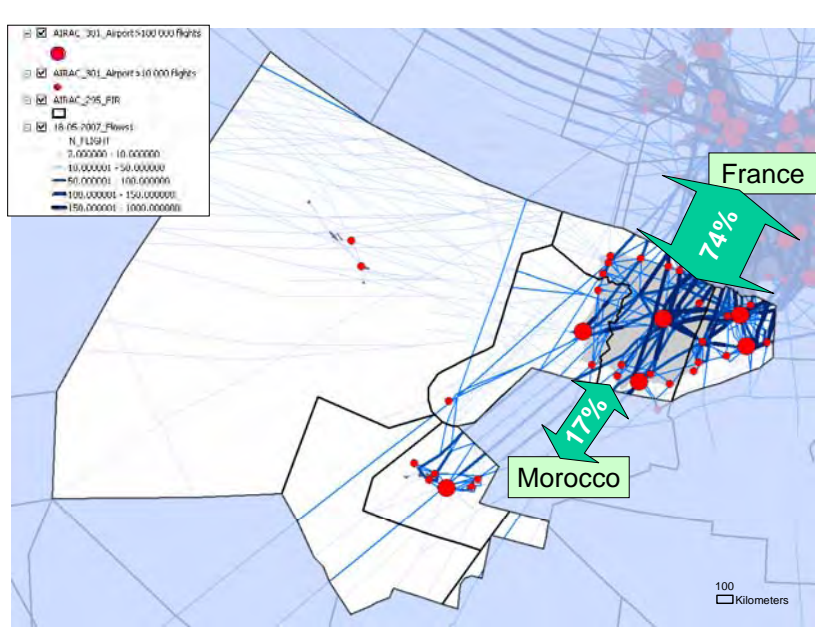 AIRAC_301_Airport >100 000 flights
AIRAC_301_Airport >10 000 flights
AIRAC_295_FIR
18-05-2007_Flows1
N_FLIGHT
2.000000 - 10.000000
10.000001 - 50.000000
50.000001 - 100.000000
100.000001 - 150.000000
150.000001 - 1000.000000
France
74%
17%
Morocco
100
Kilometers